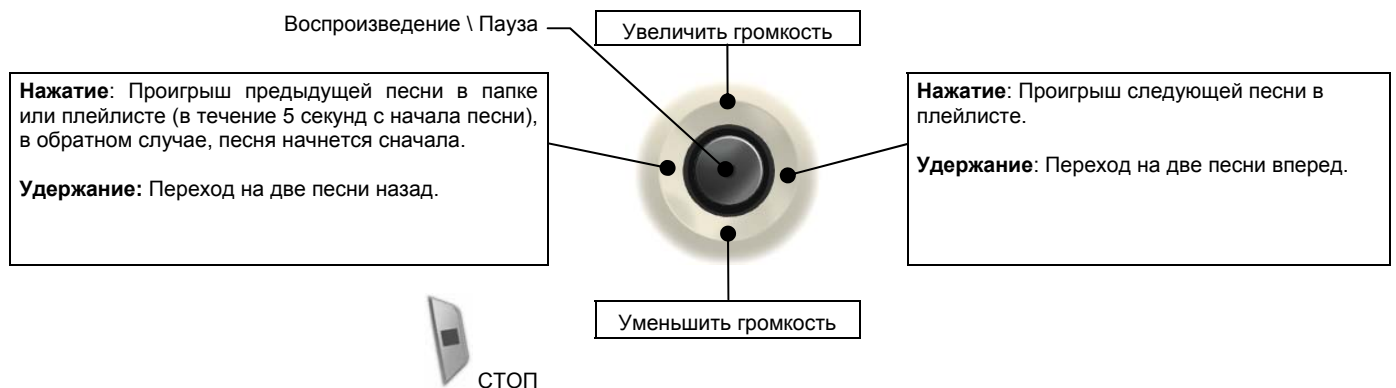 Воспроизведение \ Пауза
Увеличить громкость
Нажатие: Проигрыш предыдущей песни в папке
или плейлисте (в течение 5 секунд с начала песни),
в обратном случае, песня начнется сначала.
Удержание: Переход на две песни назад.
Нажатие: Проигрыш следующей песни в
плейлисте.
Удержание: Переход на две песни вперед.
Уменьшить громкость
СТОП